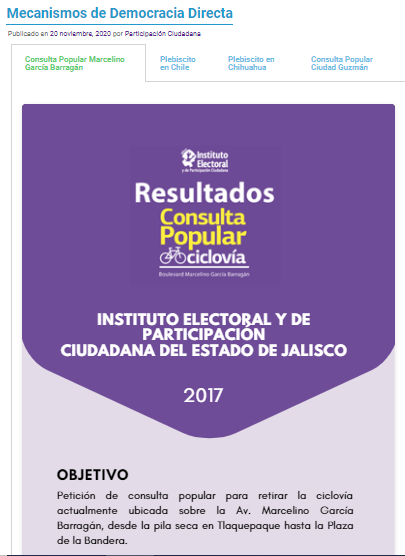 Mecanismos de Democracia Directa
Publicado en 20 noviembre, 2020 por Participación Ciudadana
Consulta Popular Marcelino
García Barragán
Plebiscito
en Chile
Plebiscito en
Chihuahua
Consulta Popular
Ciudad Guzmán
Instituto
Electoral
y de Participación Ciudadana
Resultados
Consulta
Popular
ciclovía
Boulevard Marcelino García Barragán
INSTITUTO ELECTORAL Y DE
PARTICIPACIÓN
CIUDADANA DEL ESTADO DE JALISCO
2017
OBJETIVO
Petición de consulta popular para retirar la ciclovía
actualmente ubicada sobre la Av. Marcelino García
Barragán, desde la pila seca en Tlaquepaque hasta la Plaza
de la Bandera.